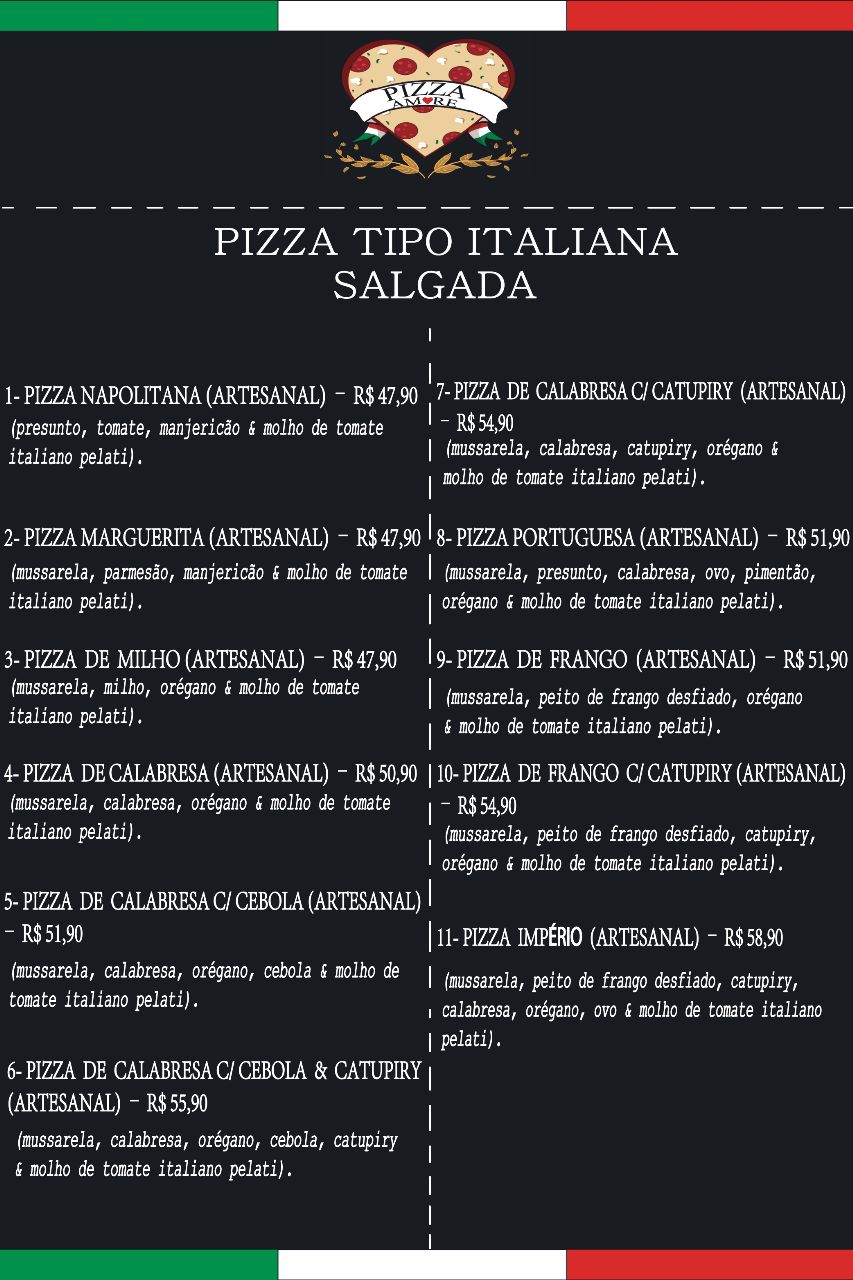 PIZZA
AMORE
PIZZA TIPO ITALIANA
SALGADA
1- PIZZA NAPOLITANA (ARTESANAL) – R$ 47,90
(presunto, tomate, manjericão & molho de tomate
italiano pelati).
2- PIZZA MARGUERITA (ARTESANAL) – R$ 47,90
(mussarela, parmesão, manjericão & molho de tomate
italiano pelati).
3- PIZZA DE MILHO (ARTESANAL) – R$ 47,90
(mussarela, milho, orégano & molho de tomate
italiano pelati).
4- PIZZA DE CALABRESA (ARTESANAL) – R$ 50,90
(mussarela, calabresa, orégano & molho de tomate
italiano pelati).
5- PIZZA DE CALABRESA C/ CEBOLA (ARTESANAL)
– R$ 51,90
(mussarela, calabresa, orégano, cebola & molho de
tomate italiano pelati).
6- PIZZA DE CALABRESA C/ CEBOLA & CATUPIRY
(ARTESANAL) – R$ 55,90
(mussarela, calabresa, orégano, cebola, catupiry
& molho de tomate italiano pelati).
7- PIZZA DE CALABRESA C/ CATUPIRY (ARTESANAL)
– R$ 54,90
(mussarela, calabresa, catupiry, orégano &
molho de tomate italiano pelati).
8- PIZZA PORTUGUESA (ARTESANAL) – R$ 51,90
(mussarela, presunto, calabresa, ovo, pimentão,
orégano & molho de tomate italiano pelati).
9- PIZZA DE FRANGO (ARTESANAL) – R$ 51,90
(mussarela, peito de frango desfiado, orégano
& molho de tomate italiano pelati).
10- PIZZA DE FRANGO C/ CATUPIRY (ARTESANAL)
– R$ 54,90
(mussarela, peito de frango desfiado, catupiry,
orégano & molho de tomate italiano pelati).
11- PIZZA IMPÉRIO (ARTESANAL) – R$ 58,90
(mussarela, peito de frango desfiado, catupiry,
calabresa, orégano, ovo & molho de tomate italiano
pelati).